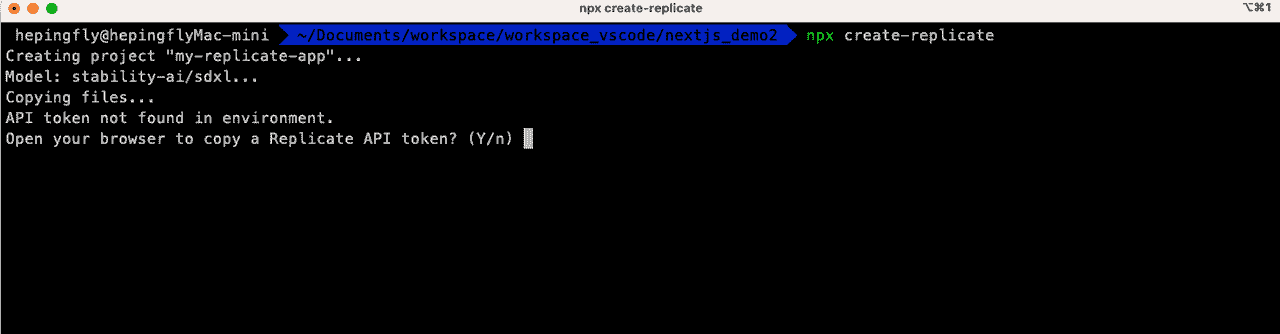 npx create-replicate
⌥⌘1
hepingfly@hepingflyMac-mini ~/Documents/workspace/workspace_vscode/nextjs_demo2 npx create-replicate
Creating project "my-replicate-app"...
Model: stability-ai/sdxl...
Copying files...
API token not found in environment.
Open your browser to copy a Replicate API token? (Y/n)